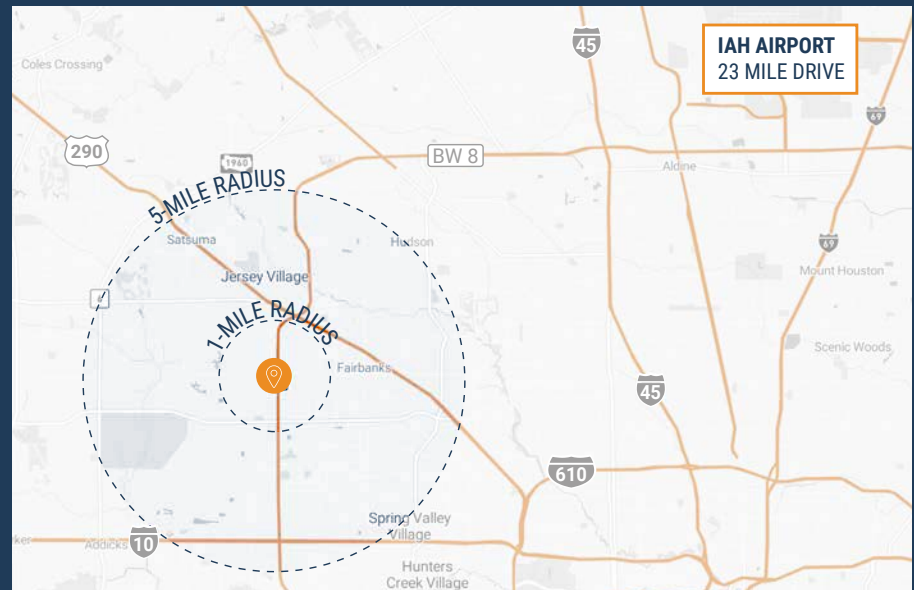 45
IAH AIRPORT
23 MILE DRIVE
Coles Crossing
69
290
1960
BW 8
Aldine
5-MILE RADIUS
Satsuma
Hudson
69
Jersey Village
Mount Houston
6
1-MILE RADIUS
Scenic Woods
Fairbanks
45
610
Spring Valley
Village
ker
Addicks
10
Hunters
Creek Village